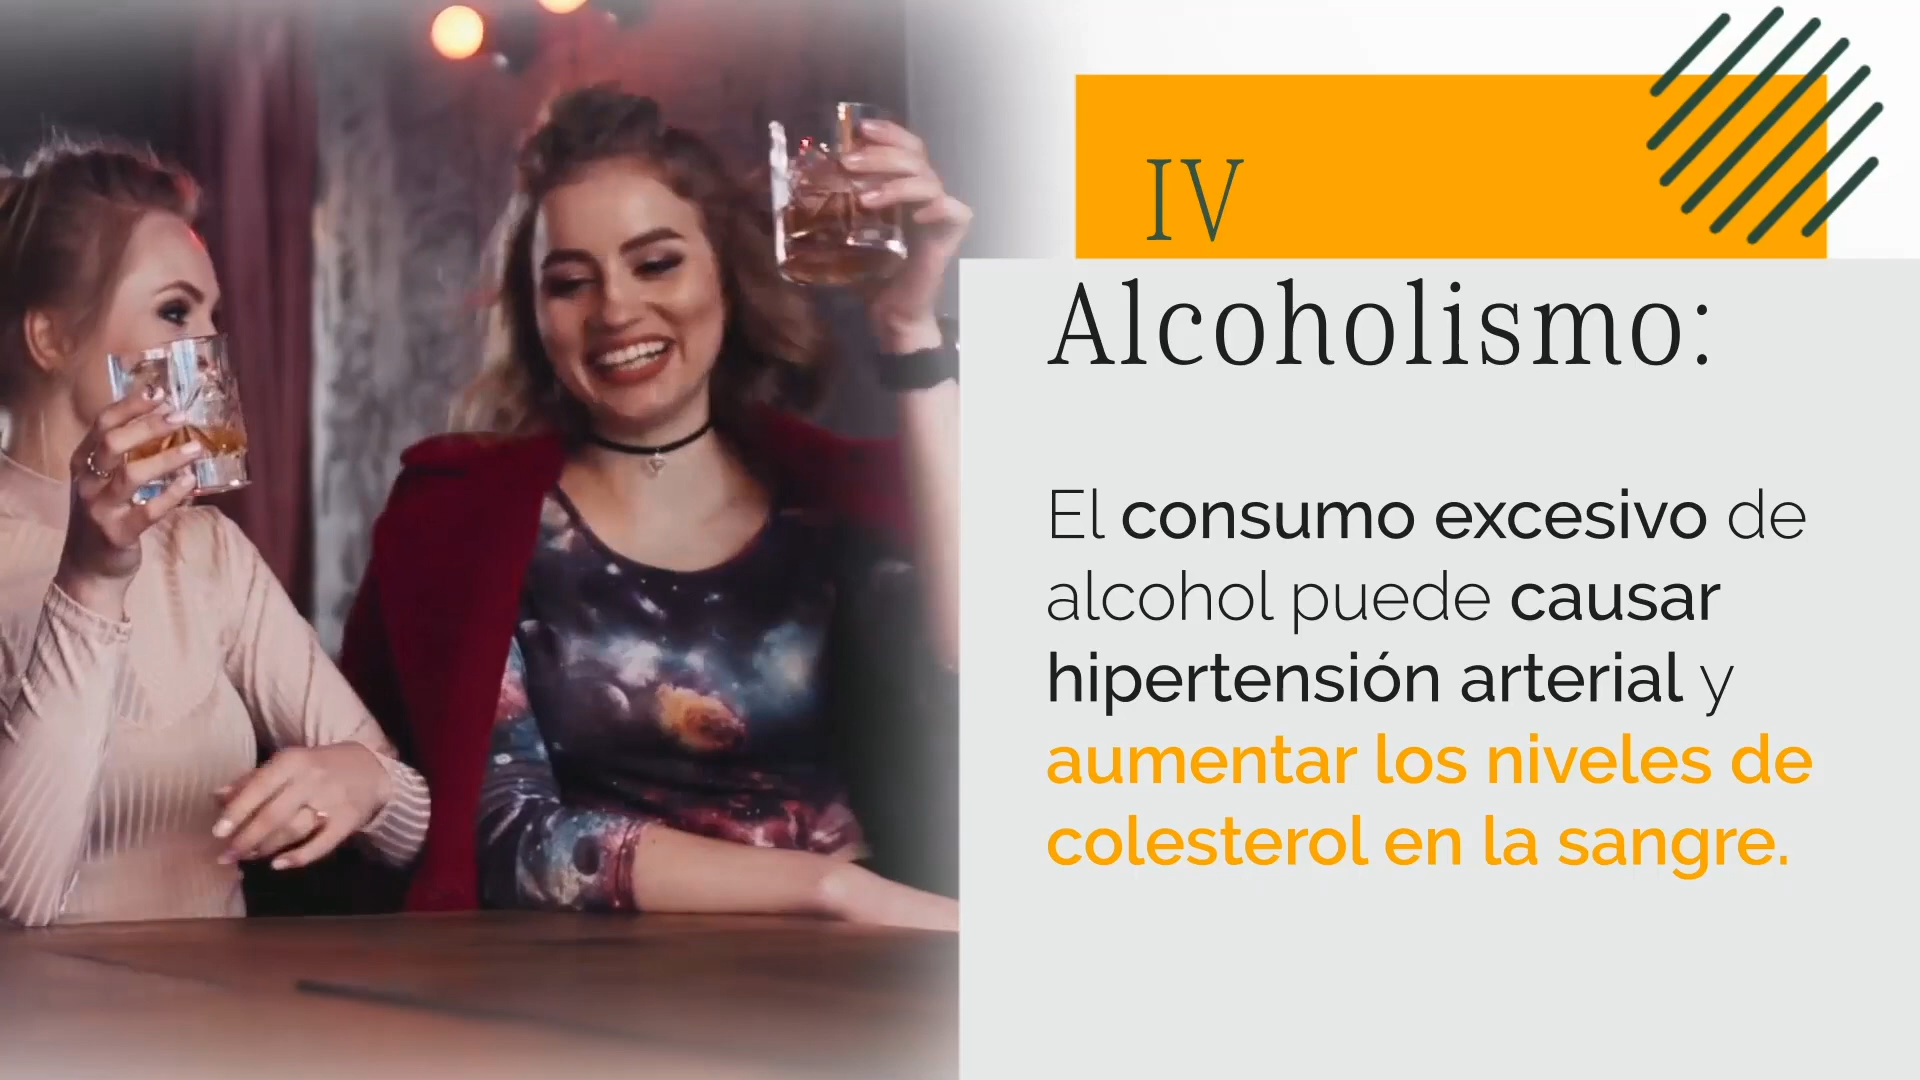 IV
Alcoholismo:
El consumo excesivo de
alcohol puede causar
hipertensión arterial y
aumentar los niveles de
colesterol en la sangre.